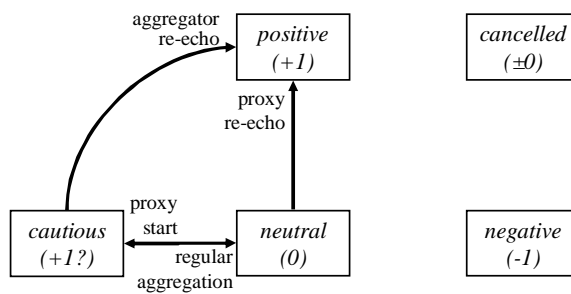 aggregator
re-echo
positive
(+1)
cancelled
(±0)
proxy
re-echo
proxy
start
cautious
(+1?)
regular
aggregation
neutral
(0)
negative
(-1)